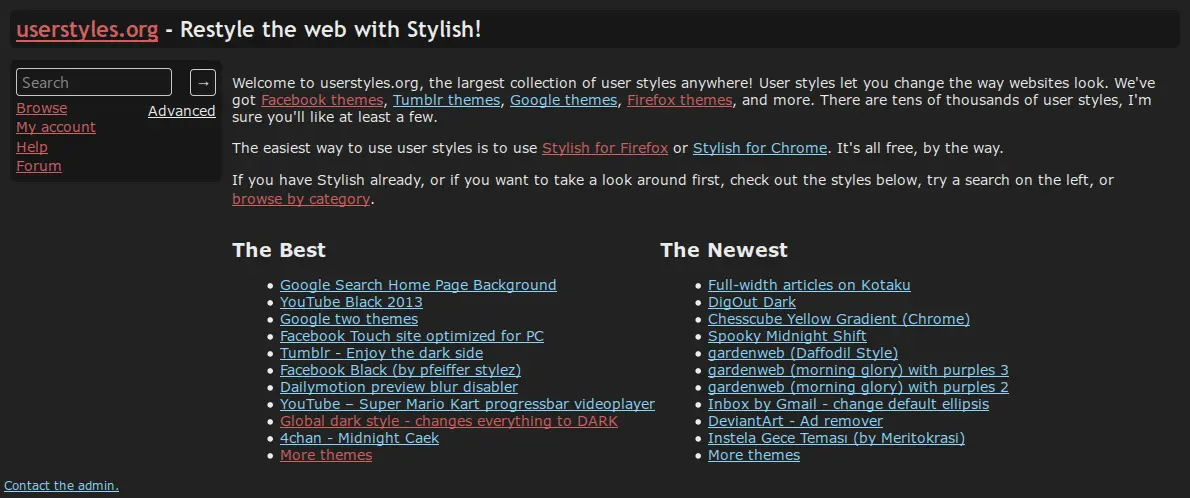 userstyles.org - Restyle the web with Stylish!
Search →
Browse
Advanced
My account
Help
Forum
Welcome to userstyles.org, the largest collection of user styles anywhere! User styles let you change the way websites look. We've
got Facebook themes, Tumblr themes, Google themes, Firefox themes, and more. There are tens of thousands of user styles, I'm
sure you'll like at least a few.
The easiest way to use user styles is to use Stylish for Firefox or Stylish for Chrome. It's all free, by the way.
If you have Stylish already, or if you want to take a look around first, check out the styles below, try a search on the left, or
browse by category.
The Best
• Google Search Home Page Background
• YouTube Black 2013
• Google two themes
• Facebook Touch site optimized for PC
• Tumblr - Enjoy the dark side
• Facebook Black (by pfeiffer stylez)
• Dailymotion preview blur disabler
• YouTube – Super Mario Kart progressbar videoplayer
• Global dark style - changes everything to DARK
• 4chan - Midnight Caek
• More themes
The Newest
• Full-width articles on Kotaku
• DigOut Dark
• Chesscube Yellow Gradient (Chrome)
• Spooky Midnight Shift
• gardenweb (Daffodil Style)
• gardenweb (morning glory) with purples 3
• gardenweb (morning glory) with purples 2
• Inbox by Gmail - change default ellipsis
• DeviantArt - Ad remover
• Instela Gece Teması (by Meritokrasi)
• More themes
Contact the admin.